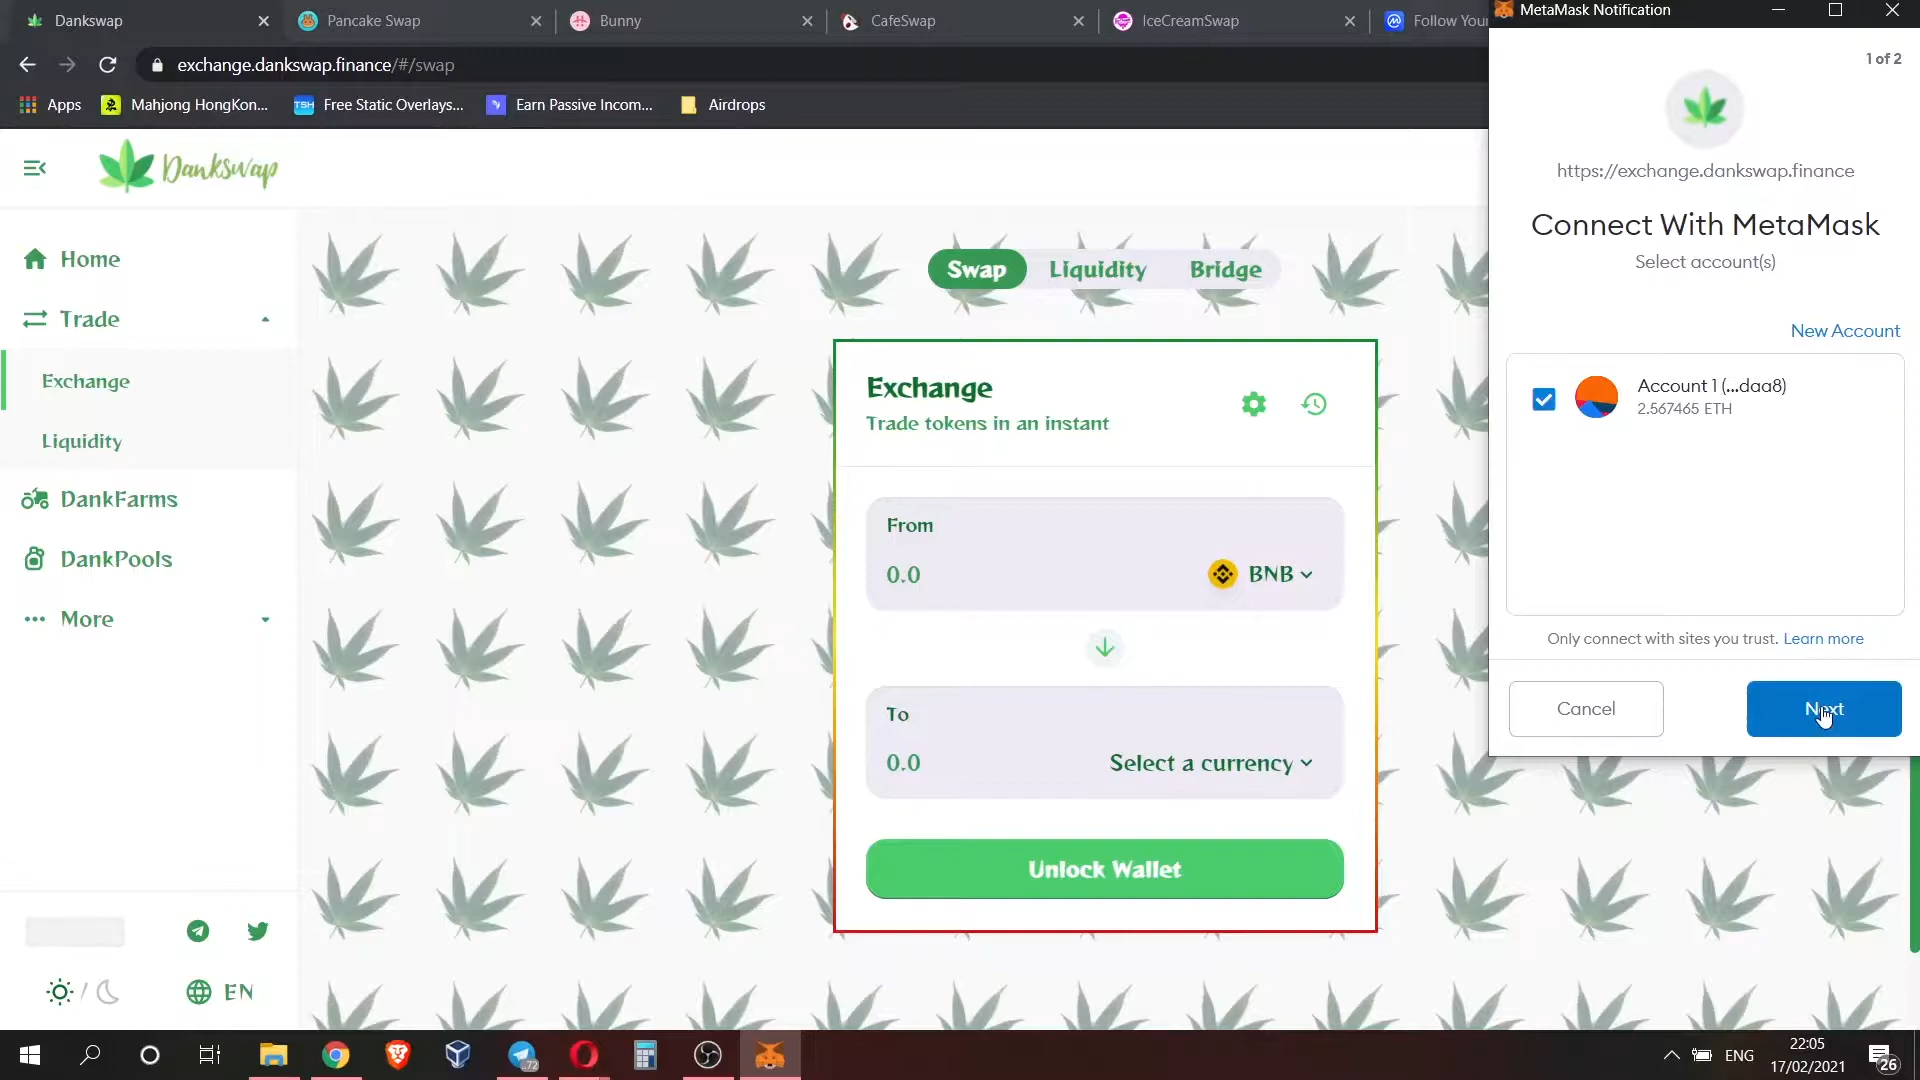 Dankswap
Pancake Swap
Bunny
CafeSwap
IceCreamSwap
Follow Your
MetaMask Notification
exchange.dankswap.finance/#/swap
Apps
Mahjong HongKon...
TSH
Free Static Overlays...
Earn Passive Incom...
Airdrops
1 of 2
Dankswap
https://exchange.dankswap.finance
Connect With MetaMask
Select account(s)
New Account
Account 1 (...daa8)
2.567465 ETH
Only connect with sites you trust. Learn more
Cancel
Next
Home
Trade
Exchange
Liquidity
DankFarms
DankPools
More
EN
Swap
Liquidity
Bridge
Exchange
Trade tokens in an instant
From
0.0
BNB
To
0.0
Select a currency
Unlock Wallet
72
ENG
22:05
17/02/2021
26